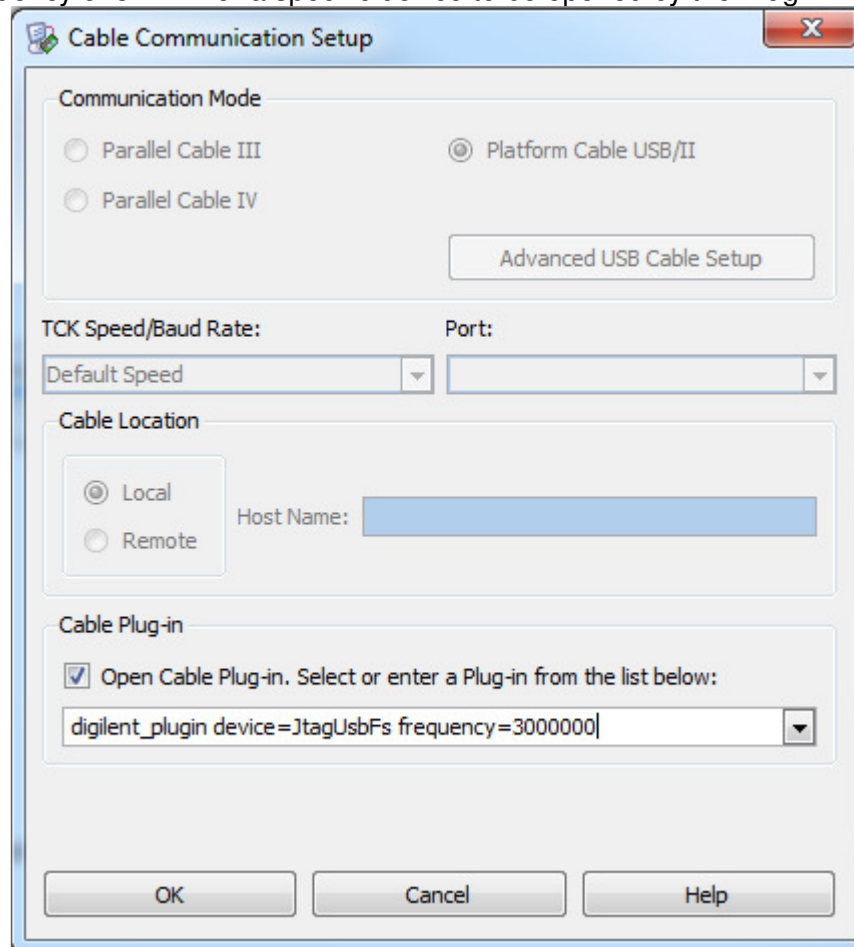 Cable Communication Setup
Communication Mode
Parallel Cable III
Platform Cable USB/II
Parallel Cable IV
Advanced USB Cable Setup
TCK Speed/Baud Rate:
Port:
Default Speed
Cable Location
Local
Host Name:
Remote
Cable Plug-in
Open Cable Plug-in. Select or enter a Plug-in from the list below:
digilent_plugin device=JtagUsbFs frequency=3000000
OK
Cancel
Help